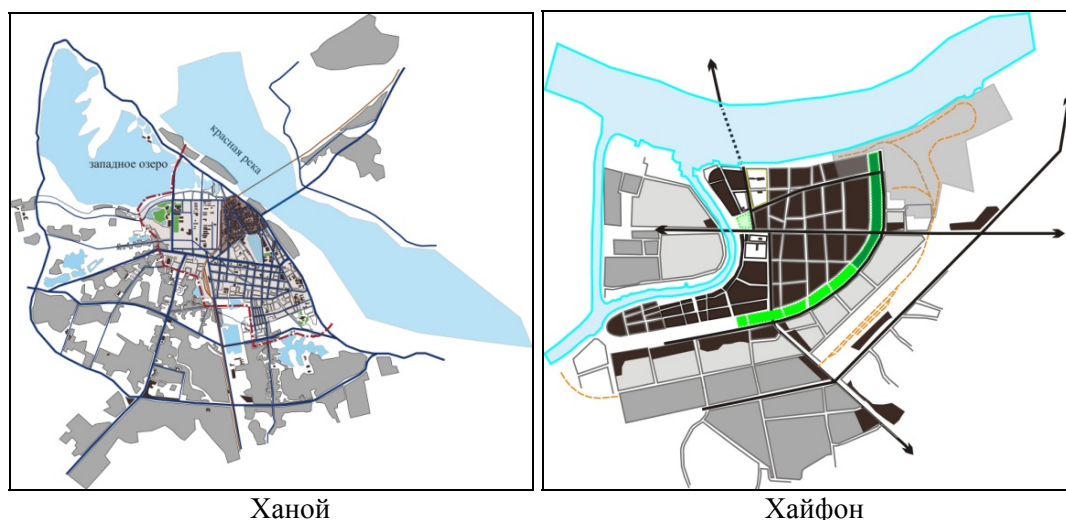 западное озеро
красная река
Ханой
Хайфон